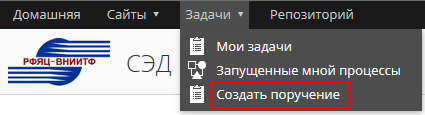 Домашняя Сайты Задачи Репозиторий
РФЯЦ-ВНИИТФ
СЭД
Мои задачи
Запущенные мной процессы
Создать поручение